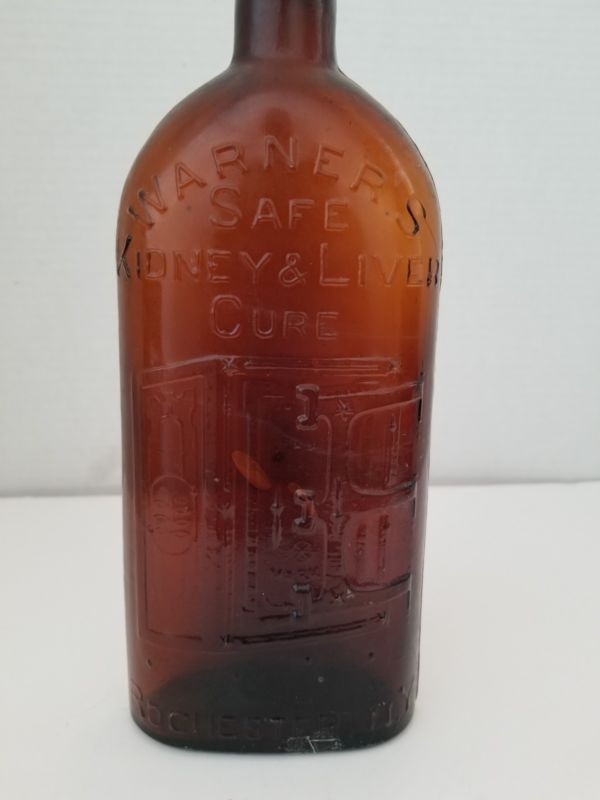 WARNER'S
SAFE
KIDNEY & LIVER
CURE
ROCHESTER N.Y.